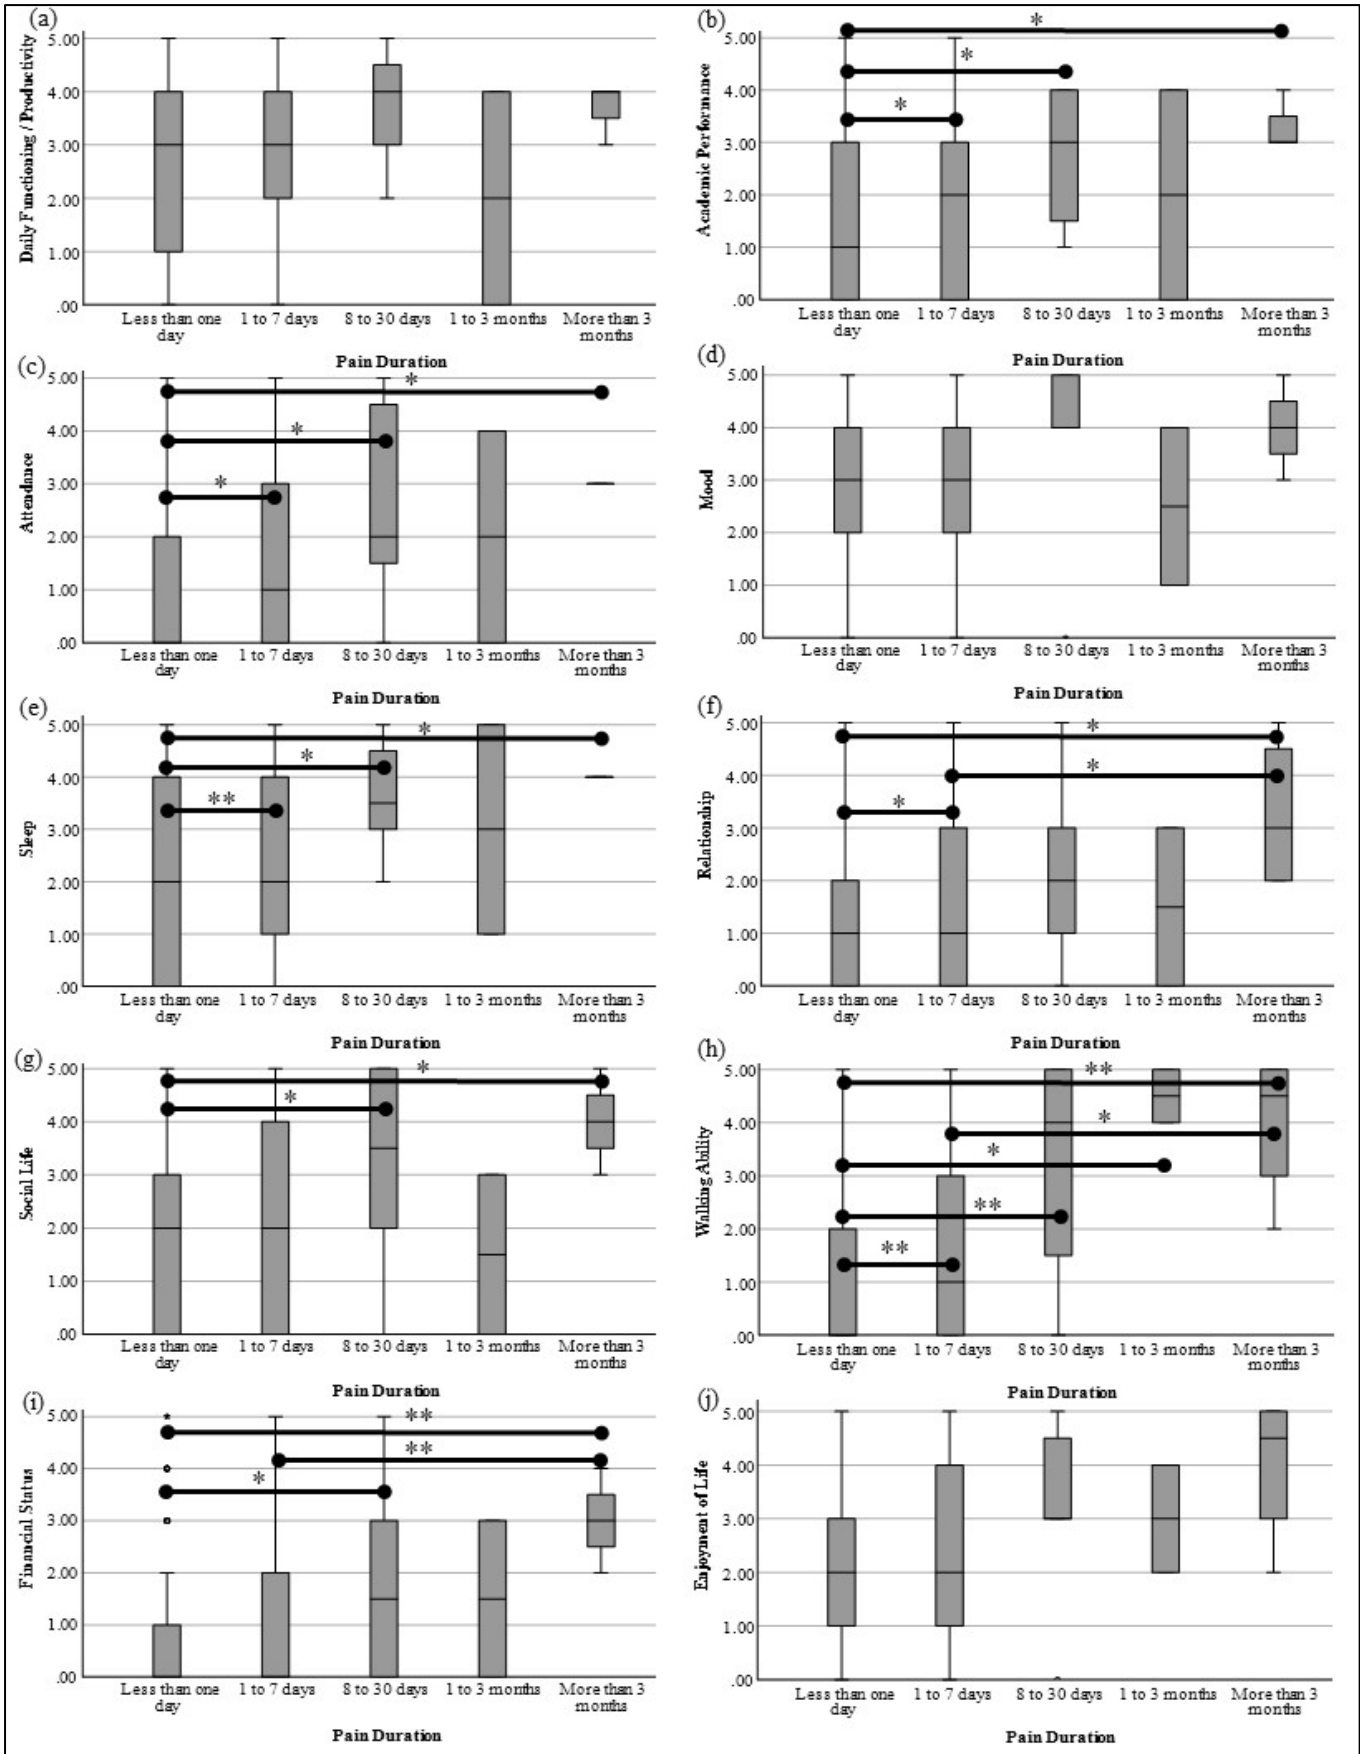 (a)
Daily Functioning / Productivity
5.00
4.00
3.00
2.00
1.00
.00
Less than one day
1 to 7 days
8 to 30 days
1 to 3 months
More than 3 months
Pain Duration
(b)
Academic Performance
5.00
4.00
3.00
2.00
1.00
.00
*
*
*
Less than one day
1 to 7 days
8 to 30 days
1 to 3 months
More than 3 months
Pain Duration
(c)
Attendance
5.00
4.00
3.00
2.00
1.00
.00
*
*
*
Less than one day
1 to 7 days
8 to 30 days
1 to 3 months
More than 3 months
Pain Duration
(d)
Mood
5.00
4.00
3.00
2.00
1.00
.00
Less than one day
1 to 7 days
8 to 30 days
1 to 3 months
More than 3 months
Pain Duration
(e)
Sleep
5.00
4.00
3.00
2.00
1.00
.00
*
*
**
Less than one day
1 to 7 days
8 to 30 days
1 to 3 months
More than 3 months
Pain Duration
(f)
Relationship
5.00
4.00
3.00
2.00
1.00
.00
*
*
*
Less than one day
1 to 7 days
8 to 30 days
1 to 3 months
More than 3 months
Pain Duration
(g)
Social Life
5.00
4.00
3.00
2.00
1.00
.00
*
*
Less than one day
1 to 7 days
8 to 30 days
1 to 3 months
More than 3 months
Pain Duration
(h)
Walking Ability
5.00
4.00
3.00
2.00
1.00
.00
**
*
*
**
**
Less than one day
1 to 7 days
8 to 30 days
1 to 3 months
More than 3 months
Pain Duration
(i)
Financial Status
5.00
4.00
3.00
2.00
1.00
.00
*
**
**
*
Less than one day
1 to 7 days
8 to 30 days
1 to 3 months
More than 3 months
Pain Duration
(j)
Enjoyment of Life
5.00
4.00
3.00
2.00
1.00
.00
Less than one day
1 to 7 days
8 to 30 days
1 to 3 months
More than 3 months
Pain Duration